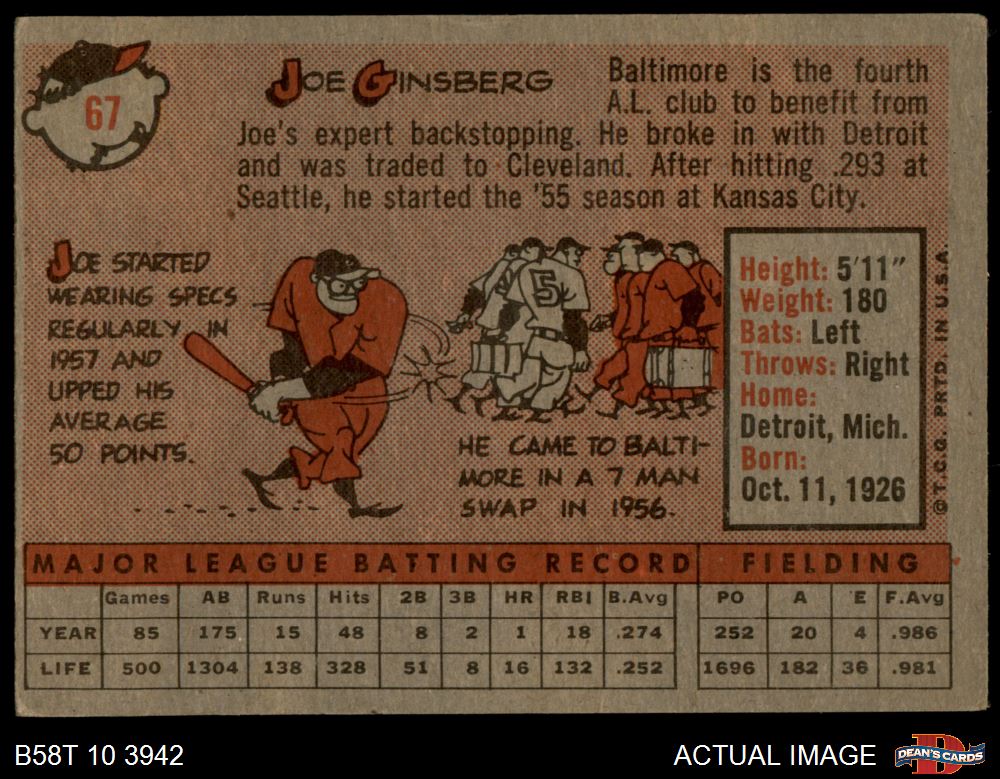 67
JOE GINSBERG
Baltimore is the fourth
A.L. club to benefit from
Joe's expert backstopping. He broke in with Detroit
and was traded to Cleveland. After hitting .293 at
Seattle, he started the '55 season at Kansas City.
JOE STARTED
WEARING SPECS
REGULARLY IN
1957 AND
UPPED HIS
AVERAGE
50 POINTS.
5
HE CAME TO BALTI-
MORE IN A 7 MAN
SWAP IN 1956.
Height: 5'11"
Weight: 180
Bats: Left
Throws: Right
Home:
Detroit, Mich.
Born:
Oct. 11, 1926
©T.C.G. PRTD. IN U.S.A.
MAJOR LEAGUE BATTING RECORD FIELDING
Games AB Runs Hits 2B 3B HR RBI B.Avg PO A E F.Avg
YEAR 85 175 15 48 8 2 1 18 .274 252 20 4 .986
LIFE 500 1304 138 328 51 8 16 132 .252 1696 182 36 .981
B58T 10 3942
ACTUAL IMAGE
D
DEAN'S CARDS